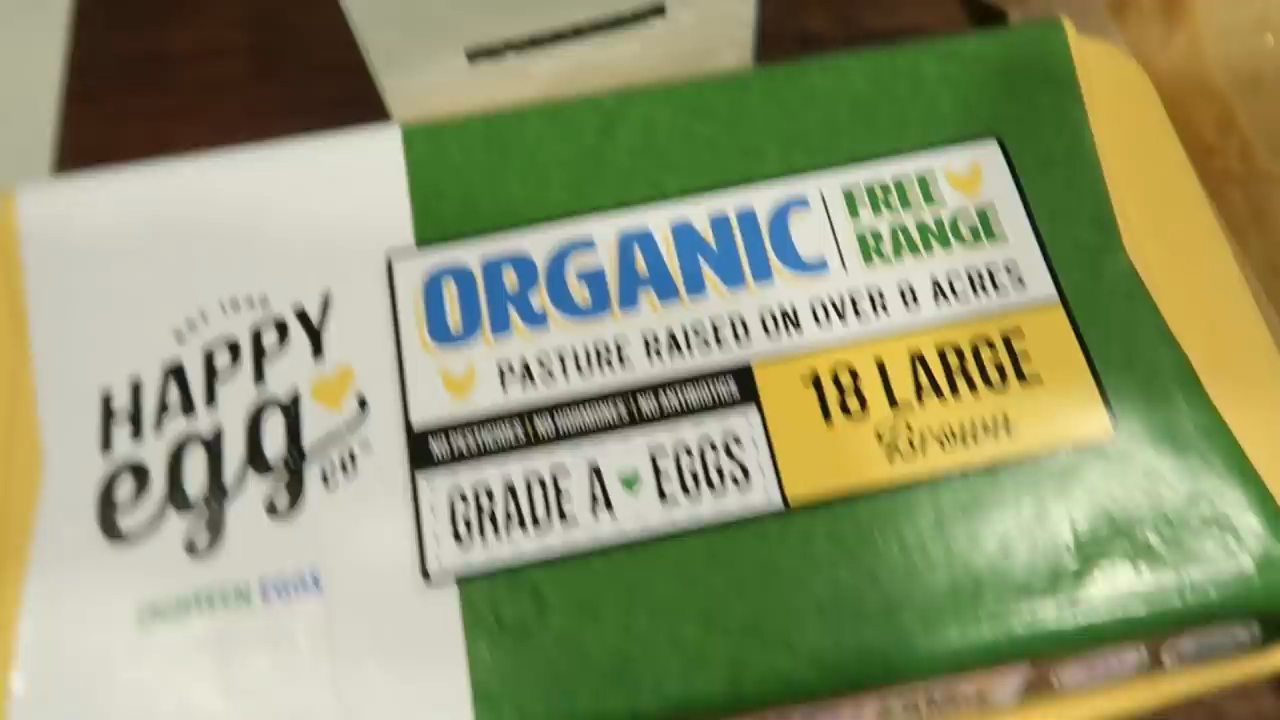 HAPPY
egg
CO
ORGANIC
FREE
RANGE
PASTURE RAISED ON OVER 8 ACRES
NO PESTICIDES | NO HORMONES | NO ANTIBIOTICS
GRADE A EGGS
18 LARGE
Brown